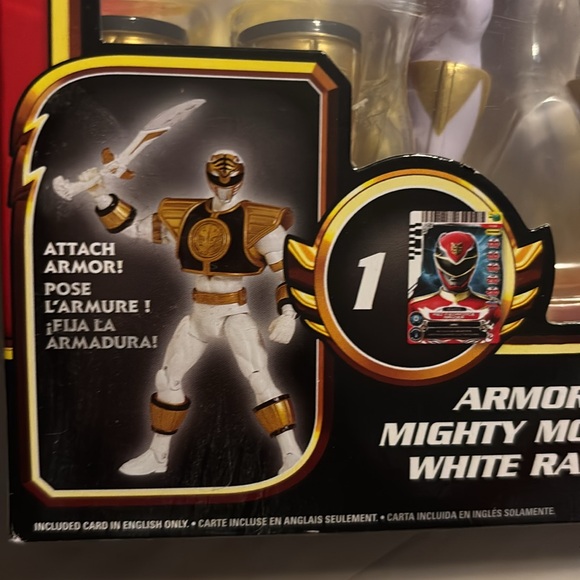 ATTACH
ARMOR!
POSE
L'ARMURE !
¡FIJA LA
ARMADURA!
1
ARMOR
MIGHTY MO
WHITE RA
INCLUDED CARD IN ENGLISH ONLY. • CARTE INCLUSE EN ANGLAIS SEULEMENT. • CARTA INCLUIDA EN INGLÉS SOLAMENTE.